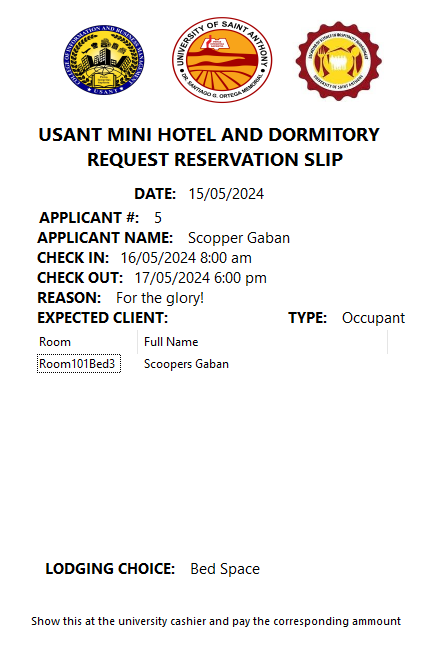 UNIVERSITY OF SAINT ANTHONY
DR. SANTIAGO G. ORTEGA MEMORIAL
USANT
USANT MINI HOTEL AND DORMITORY
REQUEST RESERVATION SLIP
DATE: 15/05/2024
APPLICANT #: 5
APPLICANT NAME: Scopper Gaban
CHECK IN: 16/05/2024 8:00 am
CHECK OUT: 17/05/2024 6:00 pm
REASON: For the glory!
EXPECTED CLIENT: TYPE: Occupant
Room Full Name
Room101Bed3 Scoopers Gaban
LODGING CHOICE: Bed Space
Show this at the university cashier and pay the corresponding ammount